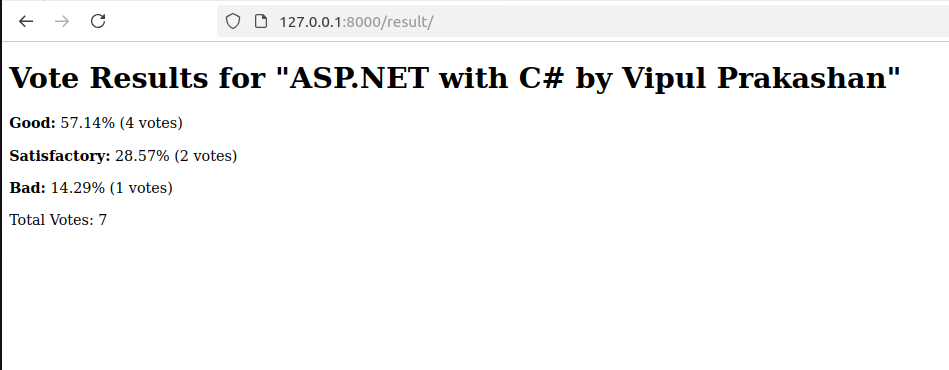 127.0.0.1:8000/result/
Vote Results for "ASP.NET with C# by Vipul Prakashan"
Good: 57.14% (4 votes)
Satisfactory: 28.57% (2 votes)
Bad: 14.29% (1 votes)
Total Votes: 7